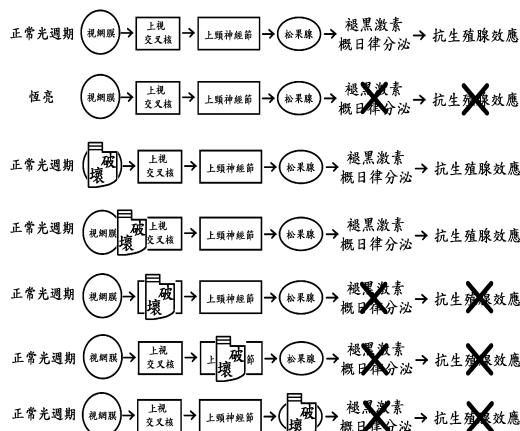 正常光週期 視網膜 上視交叉核 上頸神經節 松果腺 褪黑激素概日律分泌 抗生殖腺效應
恆亮 視網膜 上視交叉核 上頸神經節 松果腺 褪黑激素概日律分泌 抗生殖腺效應
正常光週期 破壞 上視交叉核 上頸神經節 松果腺 褪黑激素概日律分泌 抗生殖腺效應
正常光週期 視網膜 破壞 上視交叉核 上頸神經節 松果腺 褪黑激素概日律分泌 抗生殖腺效應
正常光週期 視網膜 破壞 上頸神經節 松果腺 褪黑激素概日律分泌 抗生殖腺效應
正常光週期 視網膜 上視交叉核 上 破壞 節 松果腺 褪黑激素概日律分泌 抗生殖腺效應
正常光週期 視網膜 上視交叉核 上頸神經節 破壞 褪黑激素概日律分泌 抗生殖腺效應